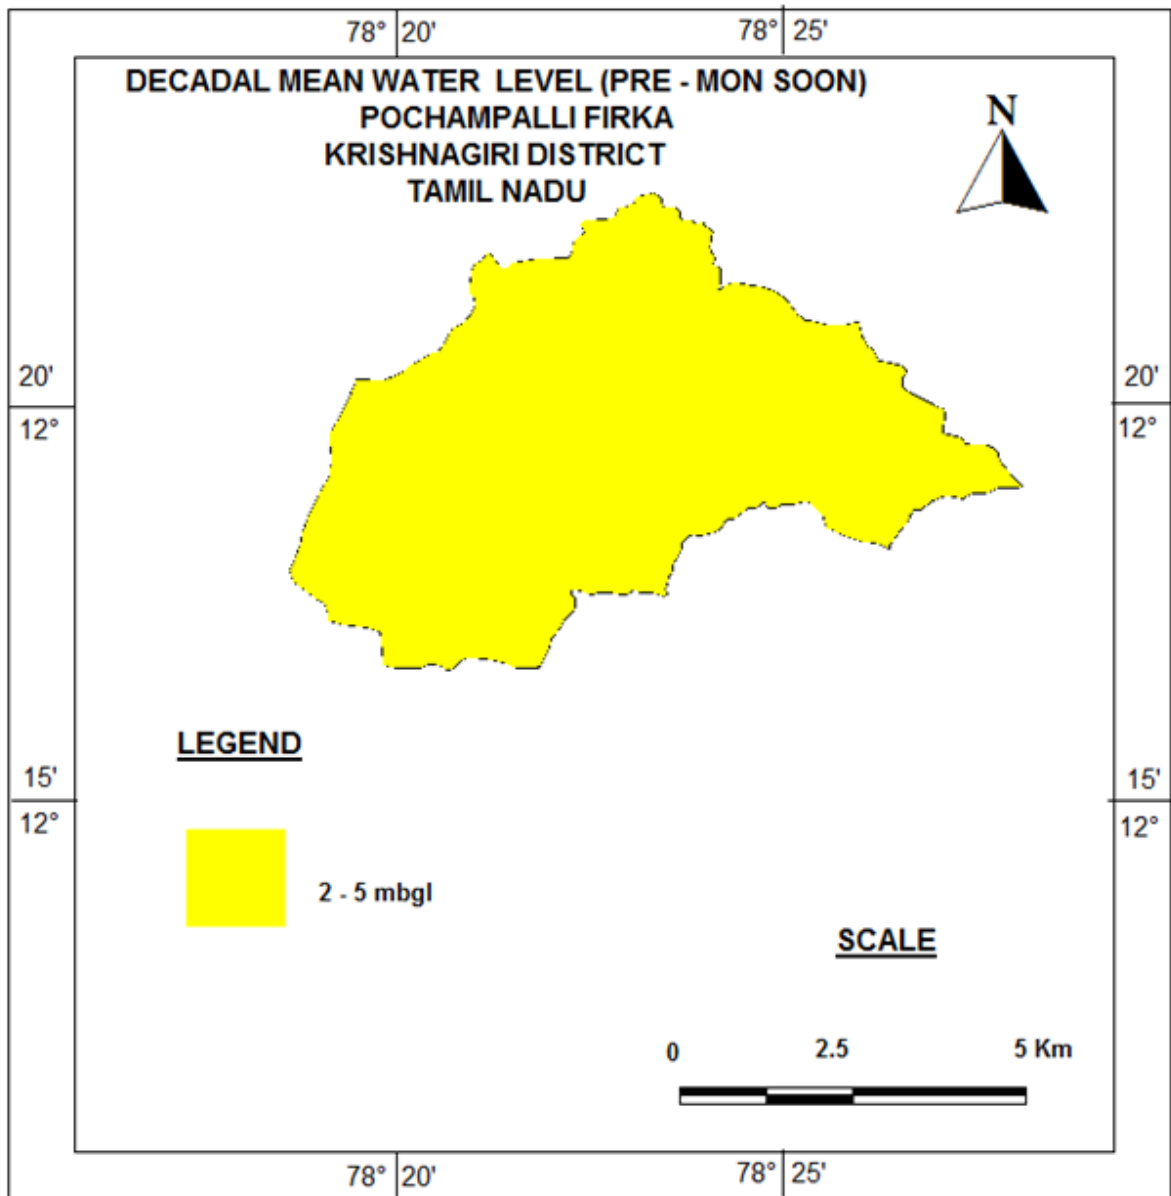 78° 20' 78° 25'
DECADAL MEAN WATER LEVEL (PRE - MON SOON)
POCHAMPALLI FIRKA
KRISHNAGIRI DISTRICT
TAMIL NADU
N
20' 20'
12° 12°
LEGEND
15' 15'
12° 12°
2 - 5 mbgl
SCALE
0 2.5 5 Km
78° 20' 78° 25'